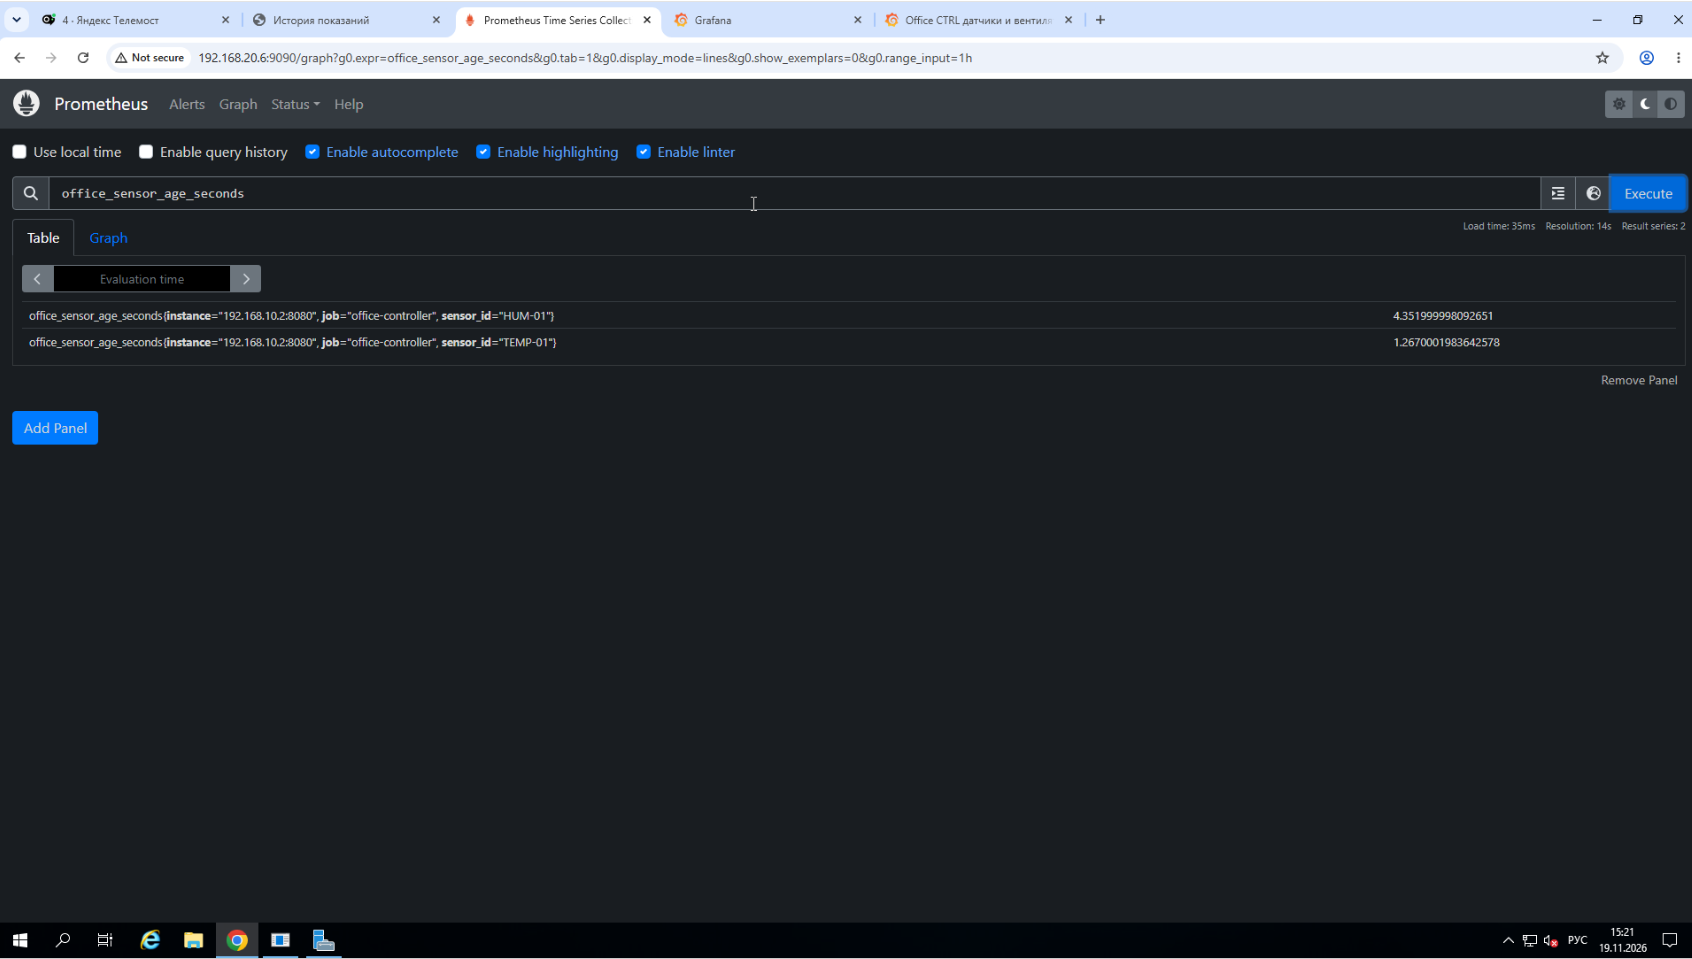 4 - Яндекс Телемост
История показаний
Prometheus Time Series Collect
Grafana
Office CTRL датчики и вентиля
Not secure
192.168.20.6:9090/graph?g0.expr=office_sensor_age_seconds&g0.tab=1&g0.display_mode=lines&g0.show_exemplars=0&g0.range_input=1h
Prometheus Alerts Graph Status Help
Use local time Enable query history Enable autocomplete Enable highlighting Enable linter
office_sensor_age_seconds
Execute
Table Graph
Load time: 35ms Resolution: 14s Result series: 2
Evaluation time
office_sensor_age_seconds{instance="192.168.10.2:8080", job="office-controller", sensor_id="HUM-01"} 4.351999998092651
office_sensor_age_seconds{instance="192.168.10.2:8080", job="office-controller", sensor_id="TEMP-01"} 1.2670001983642578
Remove Panel
Add Panel
РУС
15:21
19.11.2026